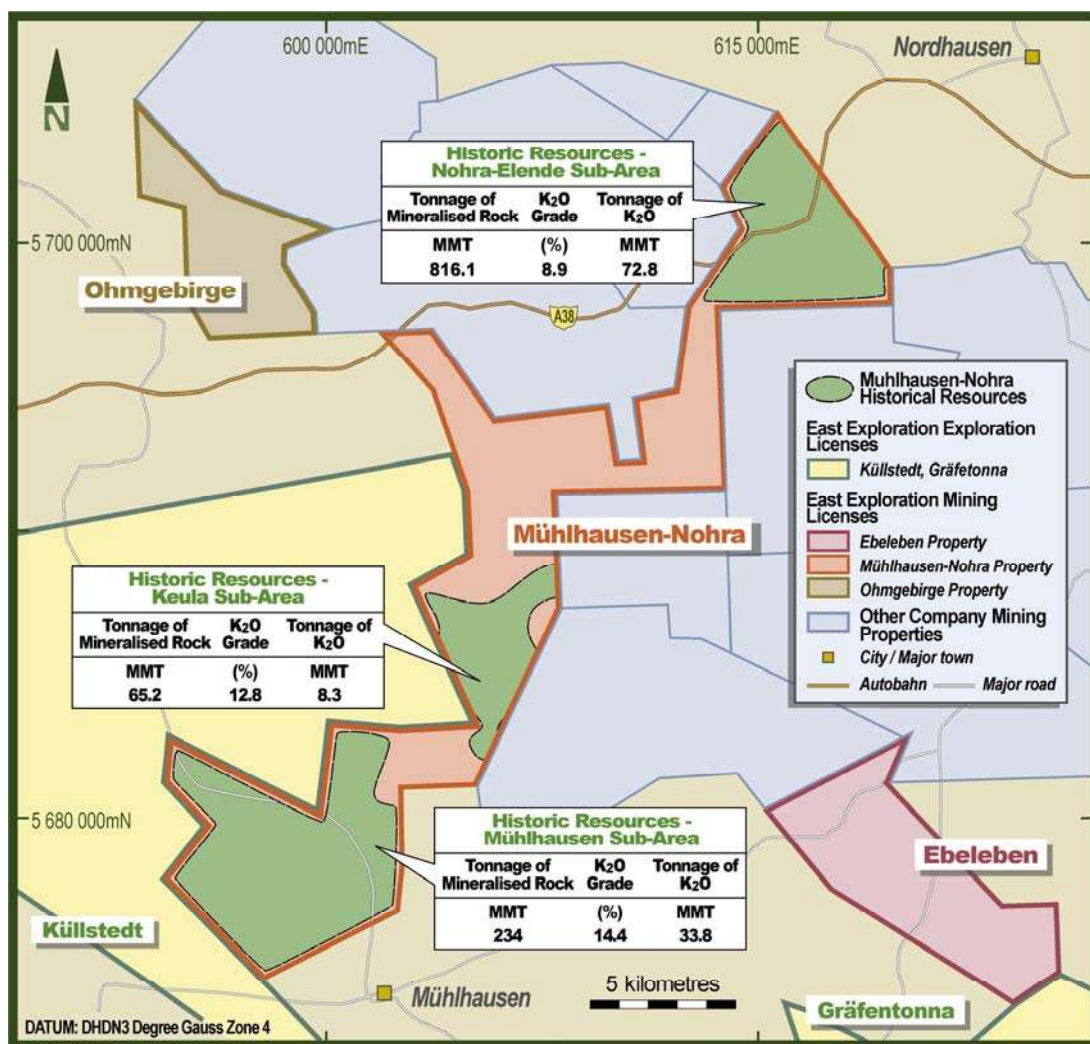 600 000mE
615 000mE
Nordhausen
N
Historic Resources -
Nohra-Elende Sub-Area
Tonnage of Mineralised Rock K2O Grade Tonnage of K2O
MMT (%) MMT
816.1 8.9 72.8
5 700 000mN
Ohmgebirge
A38
Muhlhausen-Nohra
Historical Resources
East Exploration Exploration
Licenses
Küllstedt, Gräfetonna
East Exploration Mining
Licenses
Ebeleben Property
Mühlhausen-Nohra Property
Ohmgebirge Property
Other Company Mining
Properties
City / Major town
Autobahn Major road
Mühlhausen-Nohra
Historic Resources -
Keula Sub-Area
Tonnage of Mineralised Rock K2O Grade Tonnage of K2O
MMT (%) MMT
65.2 12.8 8.3
5 680 000mN
Historic Resources -
Mühlhausen Sub-Area
Tonnage of Mineralised Rock K2O Grade Tonnage of K2O
MMT (%) MMT
234 14.4 33.8
Ebeleben
Küllstedt
Mühlhausen
5 kilometres
Gräfentonna
DATUM: DHDN3 Degree Gauss Zone 4